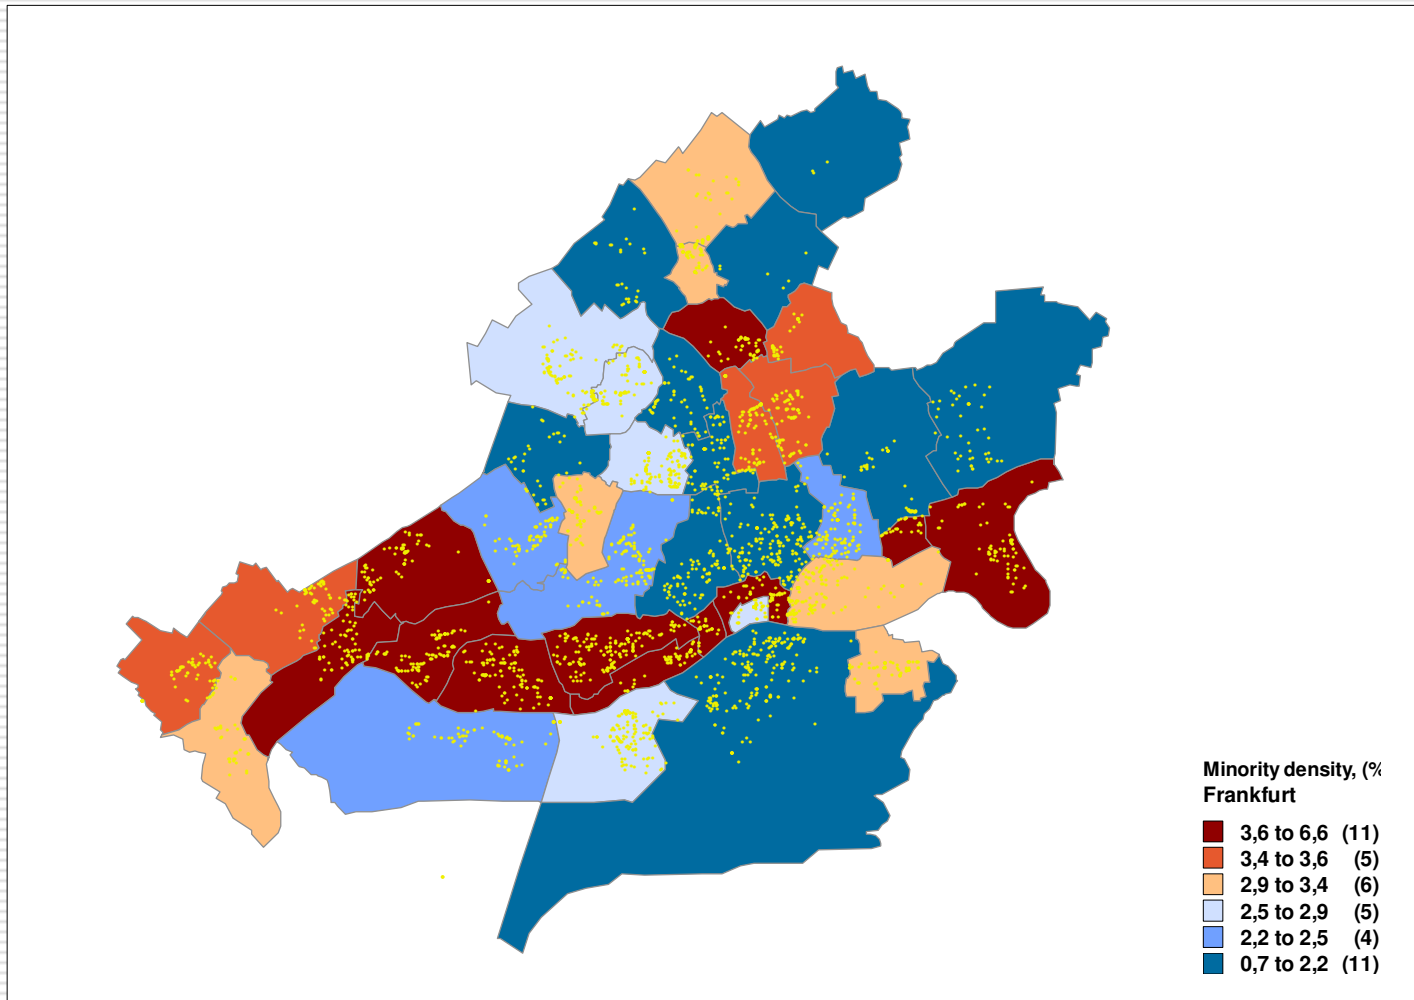 Minority density, (%
Frankfurt
3,6 to 6,6 (11)
3,4 to 3,6 (5)
2,9 to 3,4 (6)
2,5 to 2,9 (5)
2,2 to 2,5 (4)
0,7 to 2,2 (11)